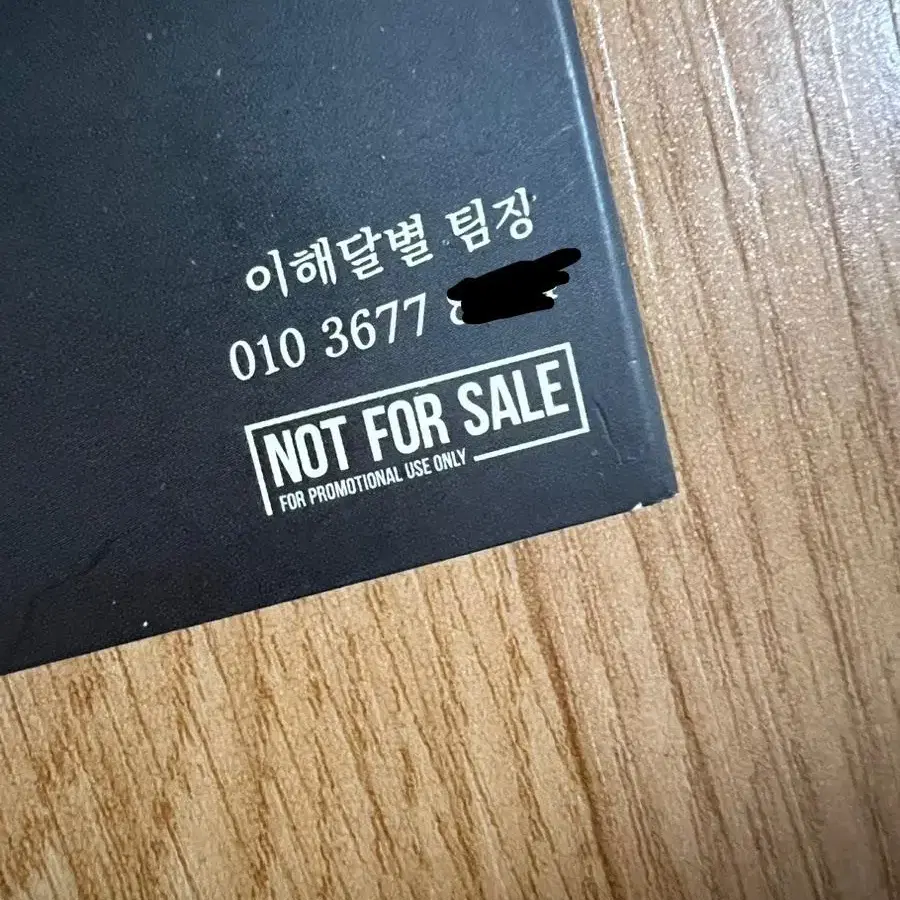 이해달별 팀장
010 3677
NOT FOR SALE
FOR PROMOTIONAL USE ONLY